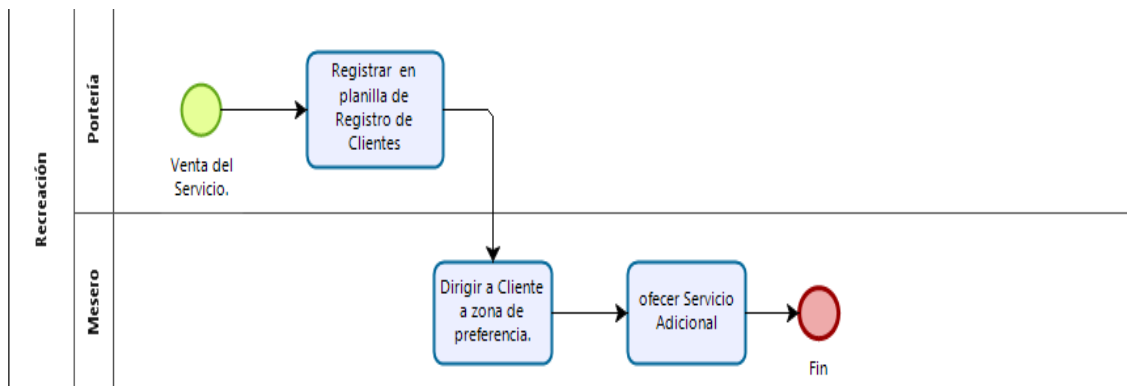 Recreación
Portería
Venta del
Servicio.
Registrar en
planilla de
Registro de
Clientes
Mesero
Dirigir a Cliente
a zona de
preferencia.
ofecer Servicio
Adicional
Fin